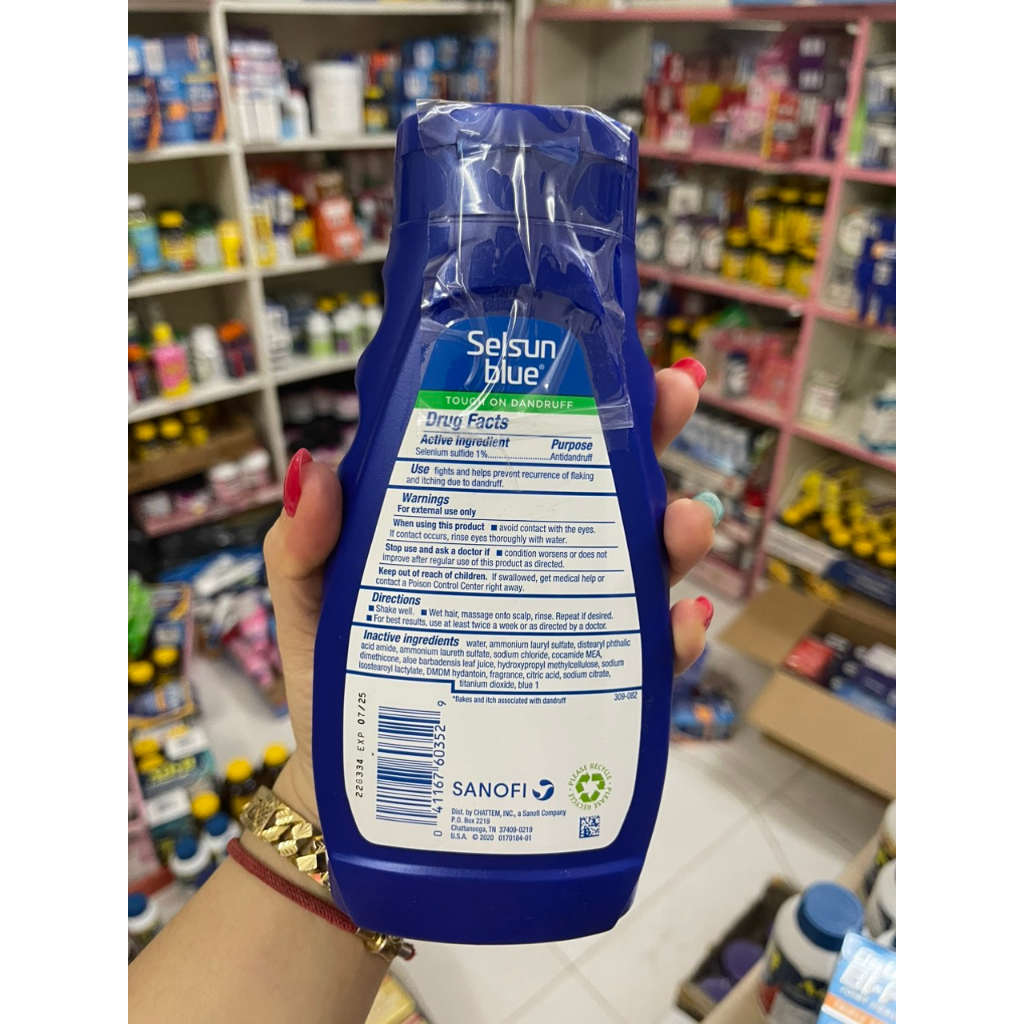 Selsun
blue®
TOUGH ON DANDRUFF
Drug Facts
Active ingredient Purpose
Selenium sulfide 1%..........................Antidandruff
Use fights and helps prevent recurrence of flaking
and itching due to dandruff.
Warnings
For external use only
When using this product ■ avoid contact with the eyes.
If contact occurs, rinse eyes thoroughly with water.
Stop use and ask a doctor if ■ condition worsens or does not
improve after regular use of this product as directed.
Keep out of reach of children. If swallowed, get medical help or
contact a Poison Control Center right away.
Directions
■ Shake well. ■ Wet hair, massage onto scalp, rinse. Repeat if desired.
■ For best results, use at least twice a week or as directed by a doctor.
Inactive ingredients water, ammonium lauryl sulfate, distearyl phthalic
acid amide, ammonium laureth sulfate, sodium chloride, cocamide MEA,
dimethicone, aloe barbadensis leaf juice, hydroxypropyl methylcellulose, sodium
isostearoyl lactylate, DMDM hydantoin, fragrance, citric acid, sodium citrate,
titanium dioxide, blue 1
*flakes and itch associated with dandruff 309-082
226334 EXP 07/25
0 41167 60352 9
SANOFI
PLEASE RECYCLE • PLEASE RECYCLE •
Dist. by CHATTEM, INC., a Sanofi Company
P.O. Box 2219
Chattanooga, TN 37409-0219
U.S.A. © 2020 0170184-01